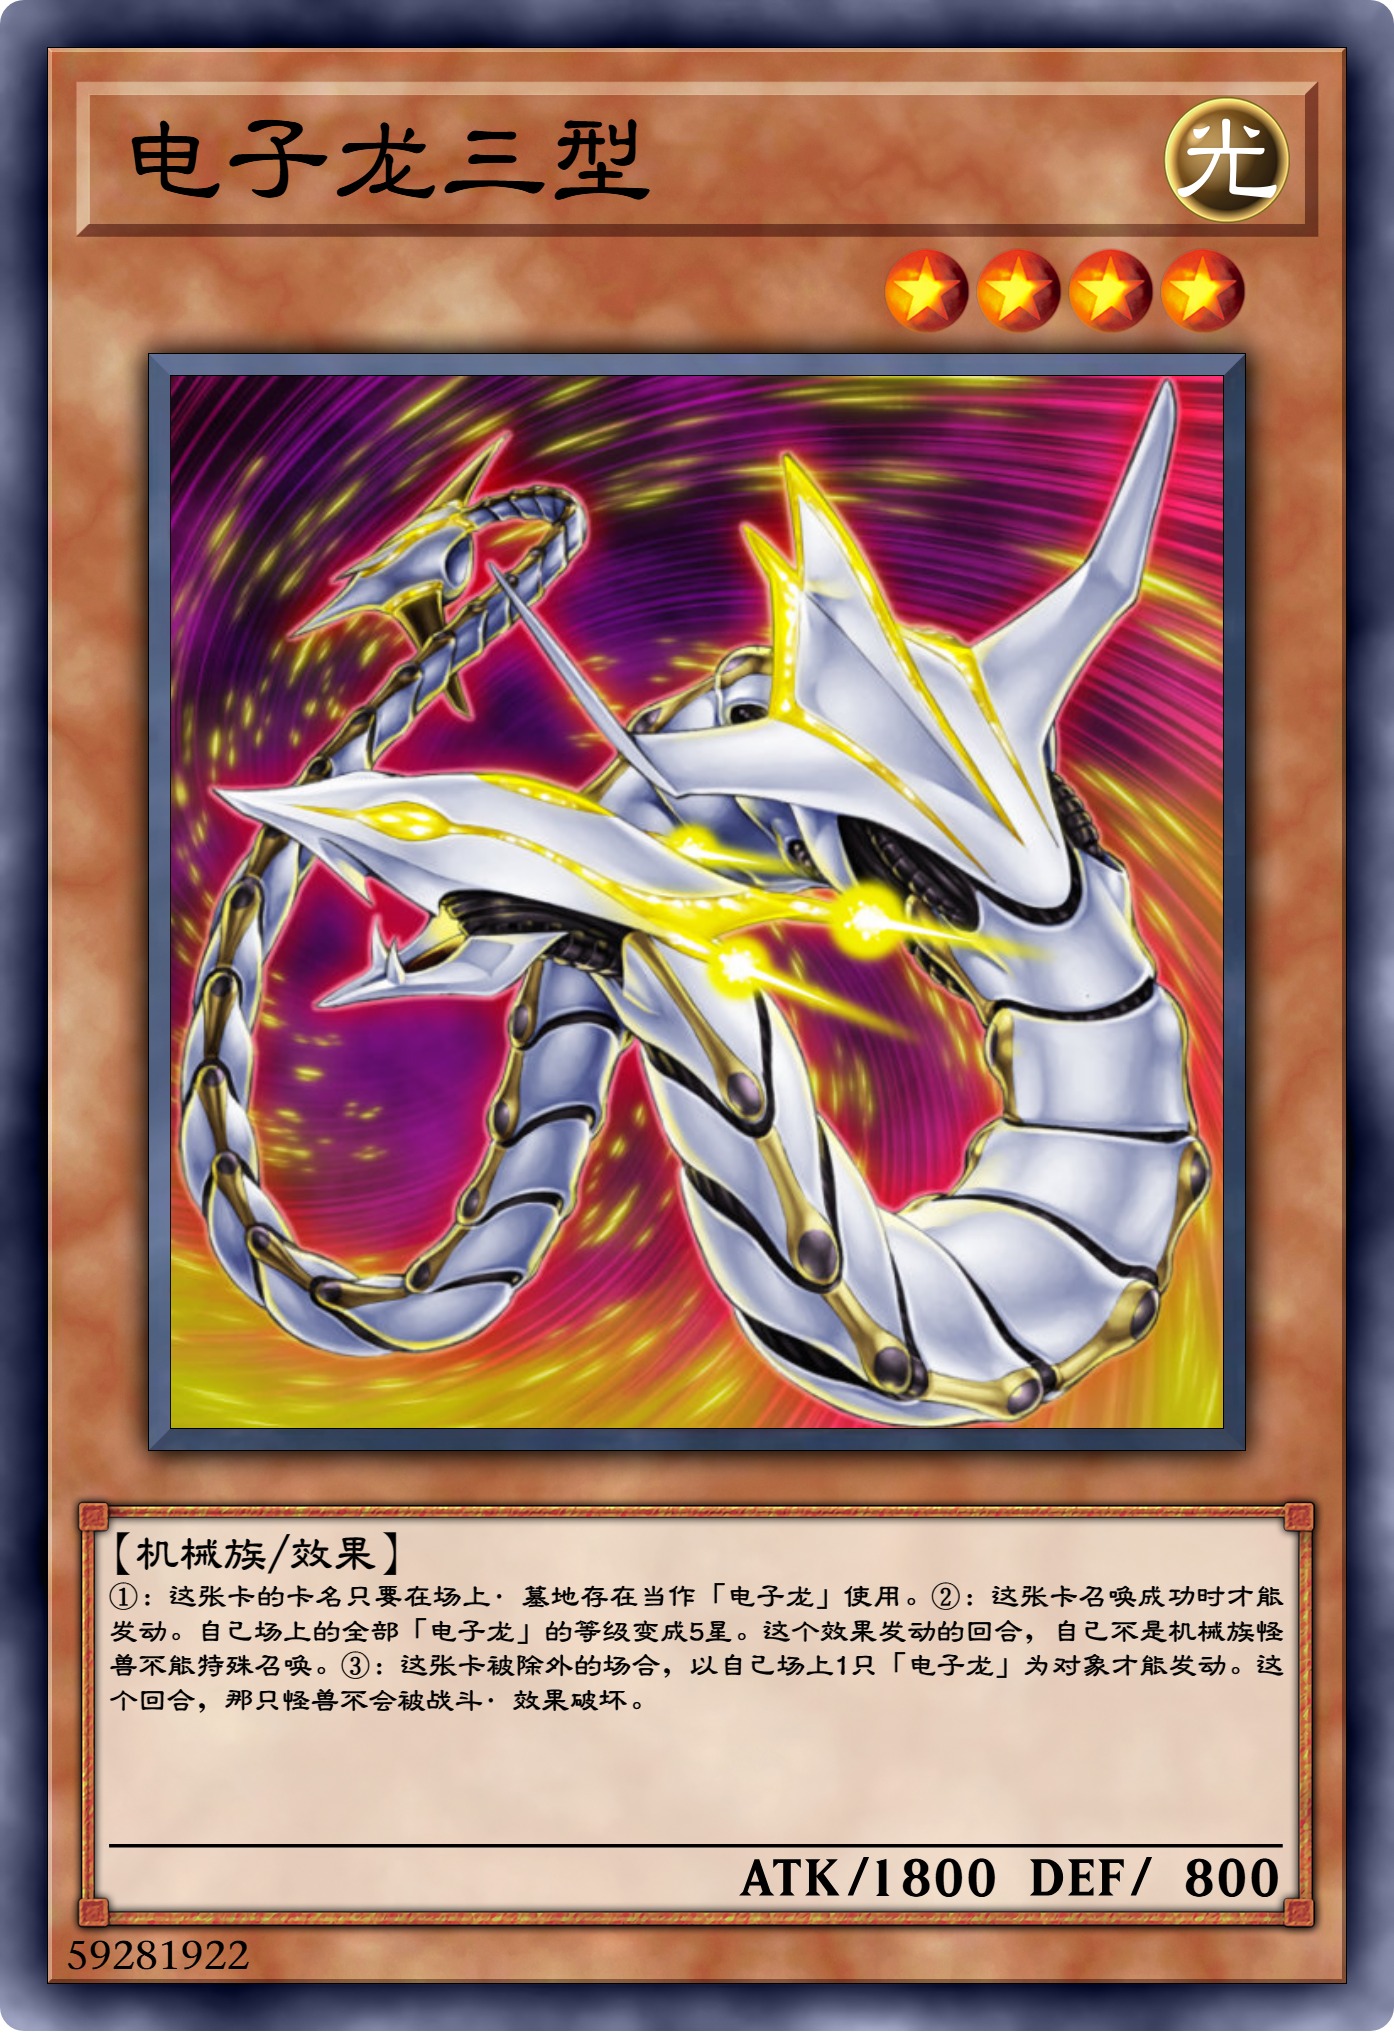 电子龙三型
光
【机械族/效果】
①：这张卡的卡名只要在场上·墓地存在当作「电子龙」使用。②：这张卡召唤成功时才能
发动。自己场上的全部「电子龙」的等级变成5星。这个效果发动的回合，自己不是机械族怪
兽不能特殊召唤。③：这张卡被除外的场合，以自己场上1只「电子龙」为对象才能发动。这
个回合，那只怪兽不会被战斗·效果破坏。
ATK/1800 DEF/ 800
59281922